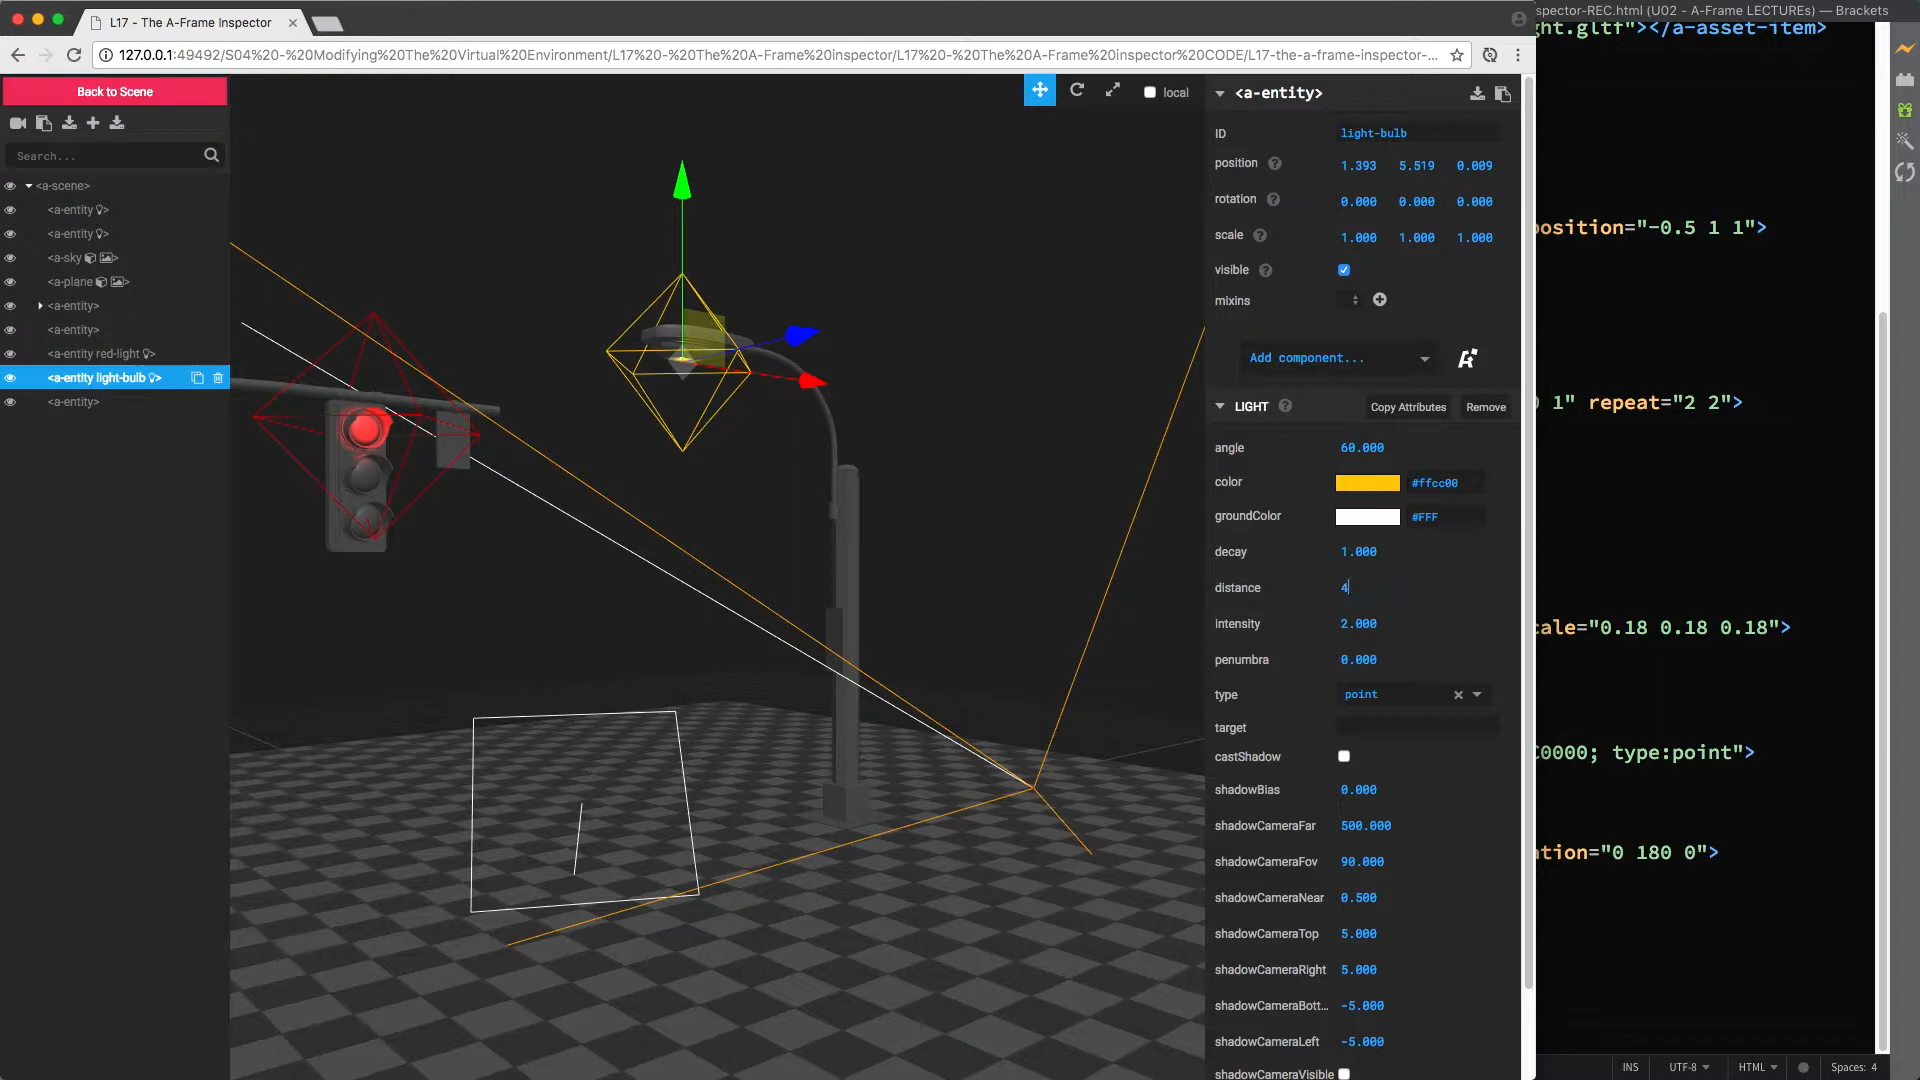 L17 - The A-Frame Inspector
127.0.0.1:49492/S04%20-%20Modifying%20The%20Virtual%20Environment/L17%20-%20The%20A-Frame%20inspector/L17%20-%20The%20A-Frame%20inspector%20CODE/L17-the-a-frame-inspector-...
Back to Scene
Search...
<a-scene>
<a-entity >
<a-entity >
<a-sky >
<a-plane >
<a-entity>
<a-entity>
<a-entity red-light >
<a-entity light-bulb >
<a-entity>
local
<a-entity>
ID light-bulb
position 1.393 5.519 0.009
rotation 0.000 0.000 0.000
scale 1.000 1.000 1.000
visible
mixins
Add component...
LIGHT Copy Attributes Remove
angle 60.000
color #ffcc00
groundColor #FFF
decay 1.000
distance 4
intensity 2.000
penumbra 0.000
type point
target
castShadow
shadowBias 0.000
shadowCameraFar 500.000
shadowCameraFov 90.000
shadowCameraNear 0.500
shadowCameraTop 5.000
shadowCameraRight 5.000
shadowCameraBott... -5.000
shadowCameraLeft -5.000
shadowCameraVisible
spector-REC.html (U02 - A-Frame LECTUREs) — Brackets
ht.gltf"></a-asset-item>
position="-0.5 1 1">
1" repeat="2 2">
cale="0.18 0.18 0.18">
C0000; type:point">
ation="0 180 0">
INS UTF-8 HTML Spaces: 4